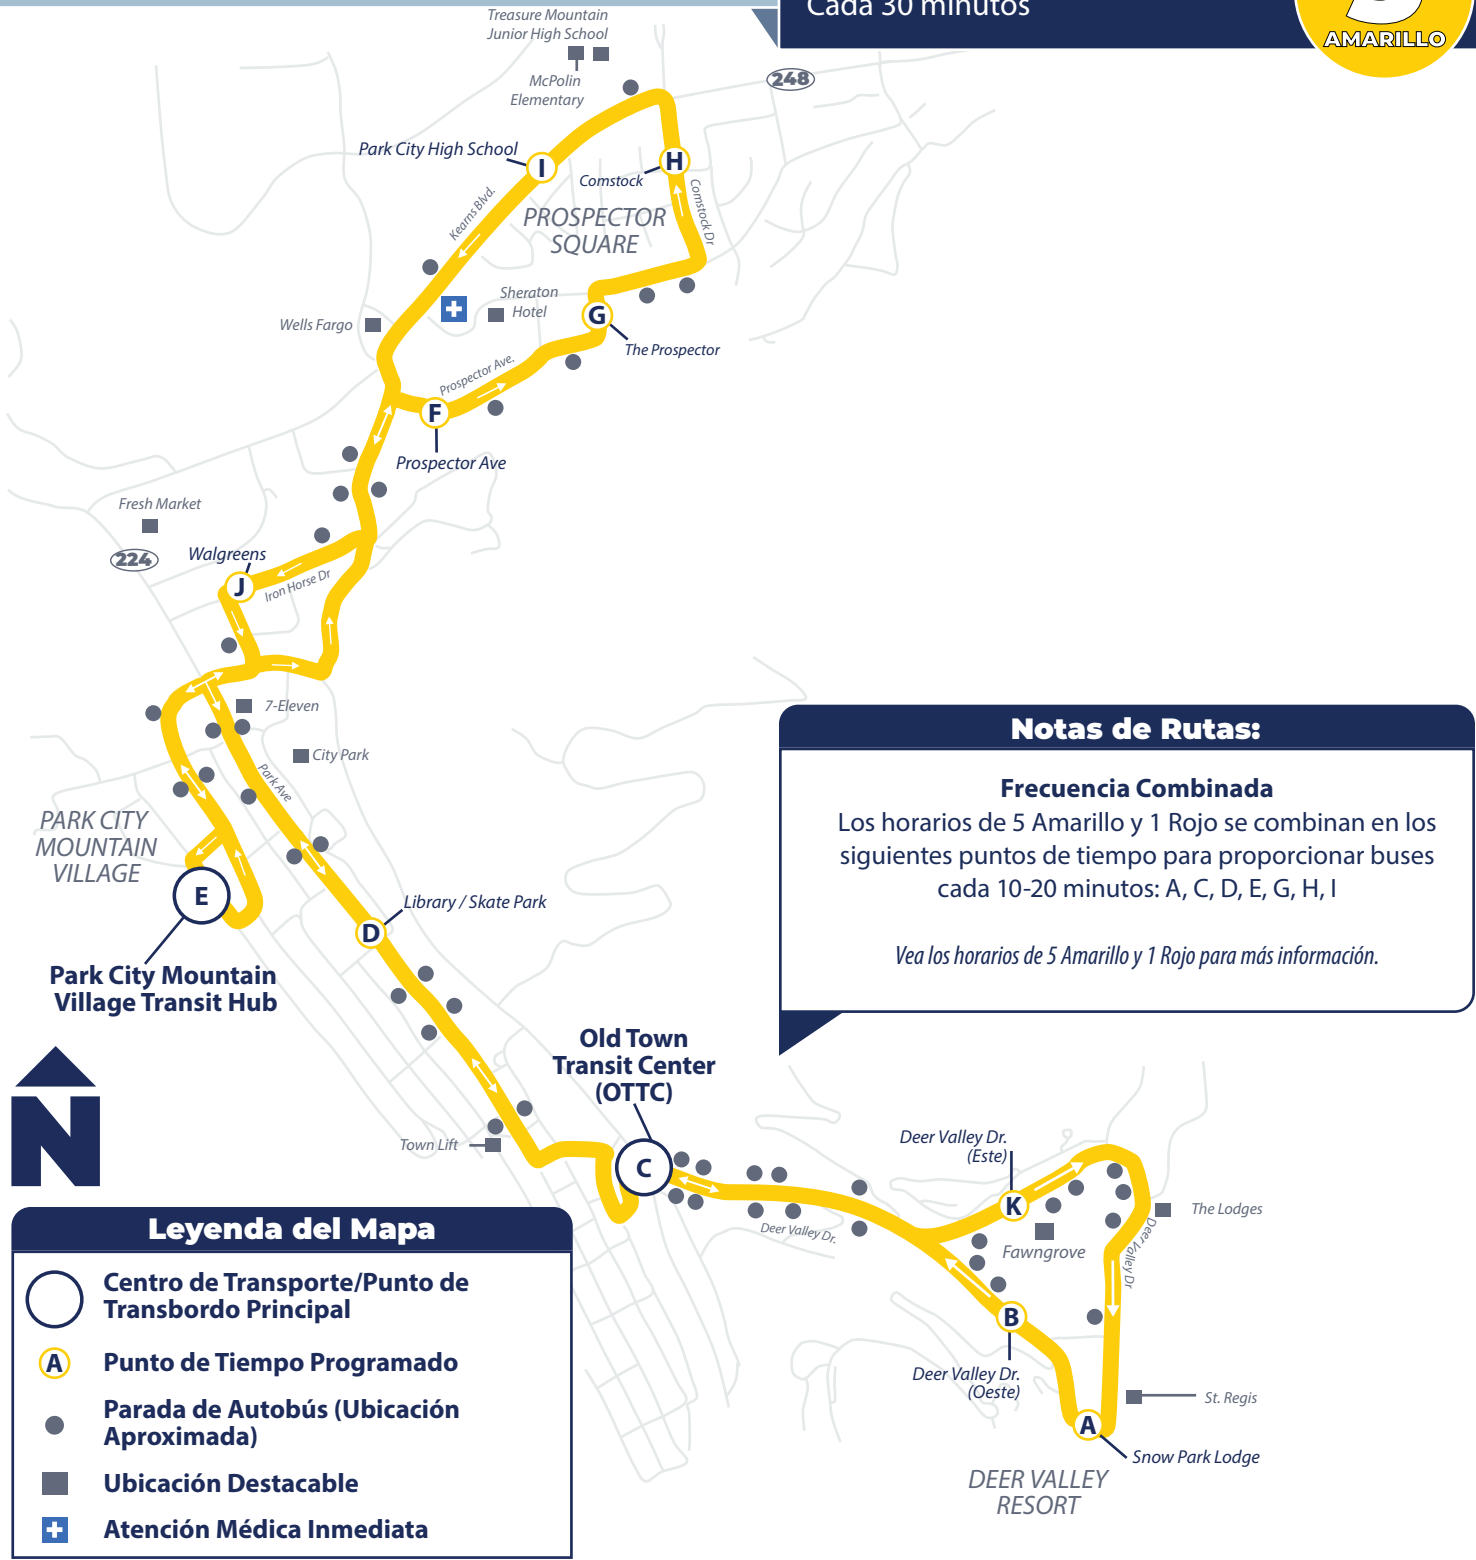 Cada 30 minutos
AMARILLO
Treasure Mountain
Junior High School
McPolin
Elementary
248
Park City High School
I
H
Comstock
Kearns Blvd.
Comstock Dr
PROSPECTOR
SQUARE
Sheraton
Hotel
Wells Fargo
G
The Prospector
Prospector Ave.
F
Prospector Ave
Fresh Market
224
Walgreens
J
Iron Horse Dr
7-Eleven
City Park
Park Ave
PARK CITY
MOUNTAIN
VILLAGE
E
Park City Mountain
Village Transit Hub
D
Library / Skate Park
Notas de Rutas:
Frecuencia Combinada
Los horarios de 5 Amarillo y 1 Rojo se combinan en los
siguientes puntos de tiempo para proporcionar buses
cada 10-20 minutos: A, C, D, E, G, H, I
Vea los horarios de 5 Amarillo y 1 Rojo para más información.
N
Old Town
Transit Center
(OTTC)
Town Lift
C
Deer Valley Dr.
Deer Valley Dr.
(Este)
K
Fawngrove
The Lodges
Deer Valley Dr
B
Deer Valley Dr.
(Oeste)
St. Regis
A
Snow Park Lodge
DEER VALLEY
RESORT
Leyenda del Mapa
Centro de Transporte/Punto de
Transbordo Principal
A
Punto de Tiempo Programado
Parada de Autobús (Ubicación
Aproximada)
Ubicación Destacable
Atención Médica Inmediata